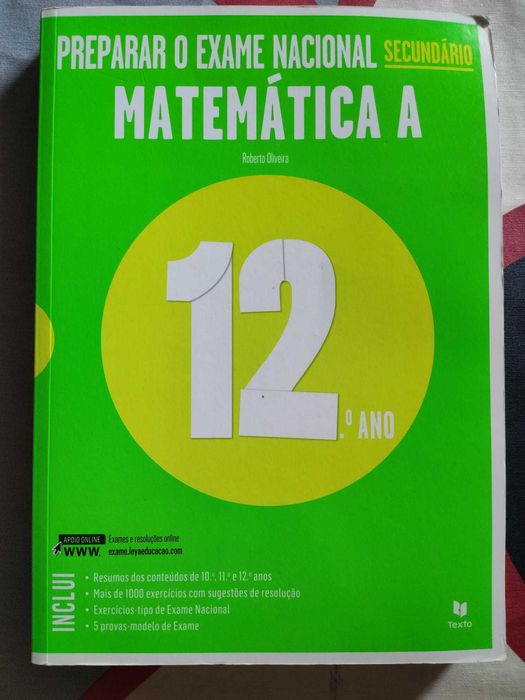 PREPARAR O EXAME NACIONAL SECUNDÁRIO
MATEMÁTICA A
Roberto Oliveira
12.º ANO
APOIO ONLINE
WWW.
Exames e resoluções online
exame.leyaeducacao.com
INCLUI
• Resumos dos conteúdos de 10.º, 11.º e 12.º anos
• Mais de 1000 exercícios com sugestões de resolução
• Exercícios-tipo de Exame Nacional
• 5 provas-modelo de Exame
Texto